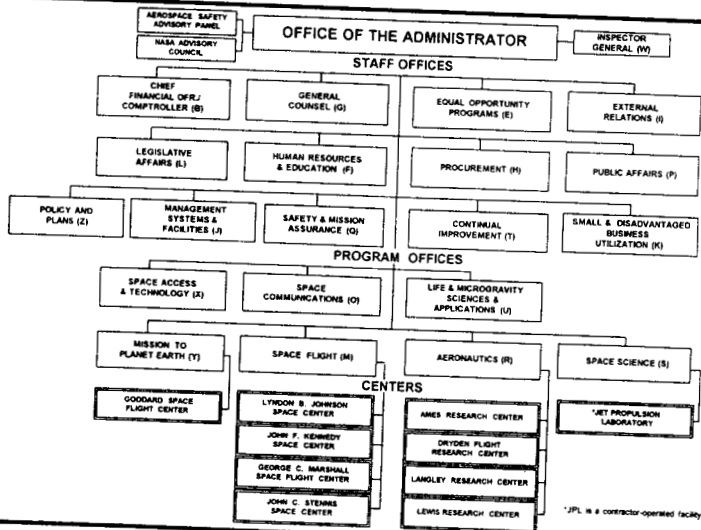 AEROSPACE SAFETY
ADVISORY PANEL
NASA ADVISORY
COUNCIL
OFFICE OF THE ADMINISTRATOR
INSPECTOR
GENERAL (W)
STAFF OFFICES
CHIEF
FINANCIAL OFR./
COMPTROLLER (B)
GENERAL
COUNSEL (G)
EQUAL OPPORTUNITY
PROGRAMS (E)
EXTERNAL
RELATIONS (I)
LEGISLATIVE
AFFAIRS (L)
HUMAN RESOURCES
& EDUCATION (F)
PROCUREMENT (H)
PUBLIC AFFAIRS (P)
POLICY AND
PLANS (Z)
MANAGEMENT
SYSTEMS &
FACILITIES (J)
SAFETY & MISSION
ASSURANCE (Q)
CONTINUAL
IMPROVEMENT (T)
SMALL & DISADVANTAGED
BUSINESS
UTILIZATION (K)
PROGRAM OFFICES
SPACE ACCESS
& TECHNOLOGY (X)
SPACE
COMMUNICATIONS (O)
LIFE & MICROGRAVITY
SCIENCES &
APPLICATIONS (U)
MISSION TO
PLANET EARTH (Y)
SPACE FLIGHT (M)
AERONAUTICS (R)
SPACE SCIENCE (S)
CENTERS
GODDARD SPACE
FLIGHT CENTER
LYNDON B. JOHNSON
SPACE CENTER
JOHN F. KENNEDY
SPACE CENTER
GEORGE C. MARSHALL
SPACE FLIGHT CENTER
JOHN C. STENNIS
SPACE CENTER
AMES RESEARCH CENTER
DRYDEN FLIGHT
RESEARCH CENTER
LANGLEY RESEARCH CENTER
LEWIS RESEARCH CENTER
*JET PROPULSION
LABORATORY
*JPL is a contractor-operated facility